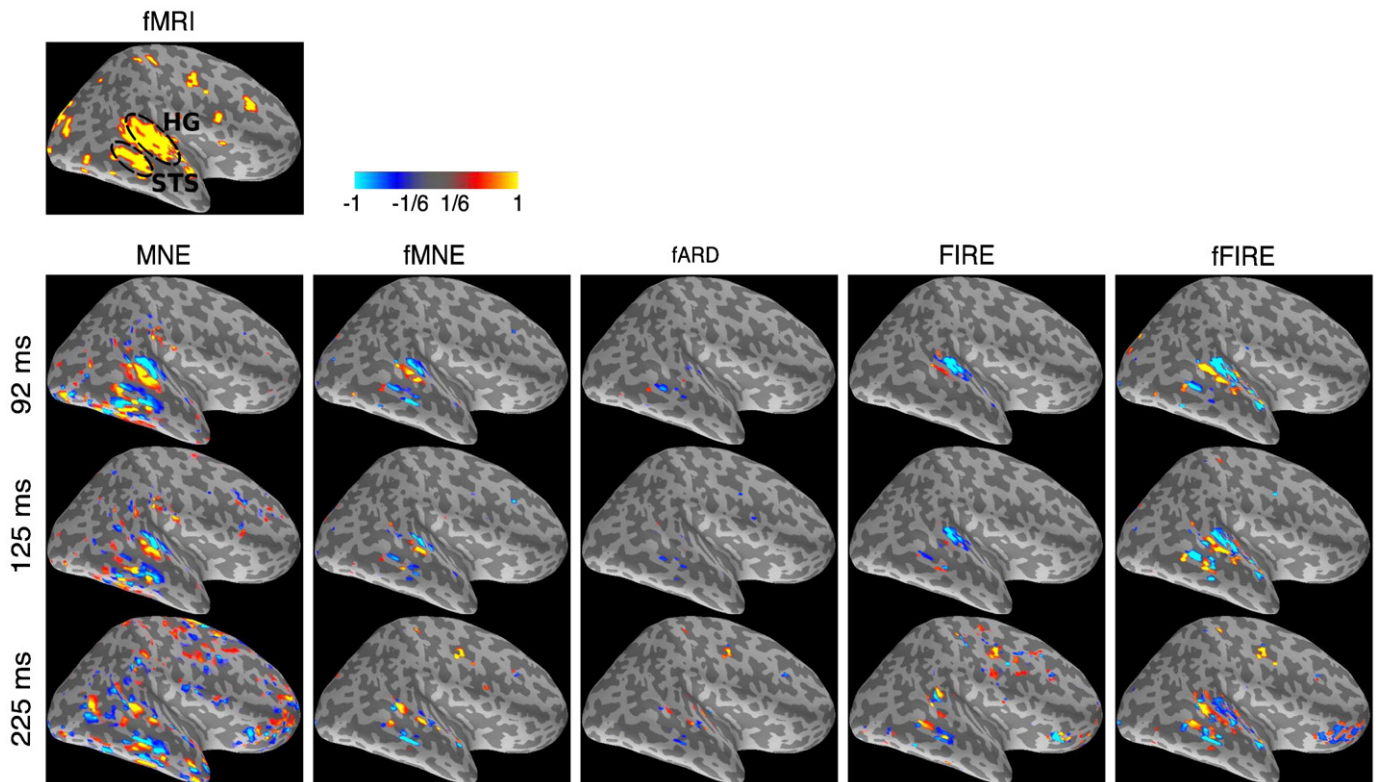 fMRI
HG
STS
-1 -1/6 1/6 1
MNE fMNE fARD FIRE fFIRE
92 ms
125 ms
225 ms